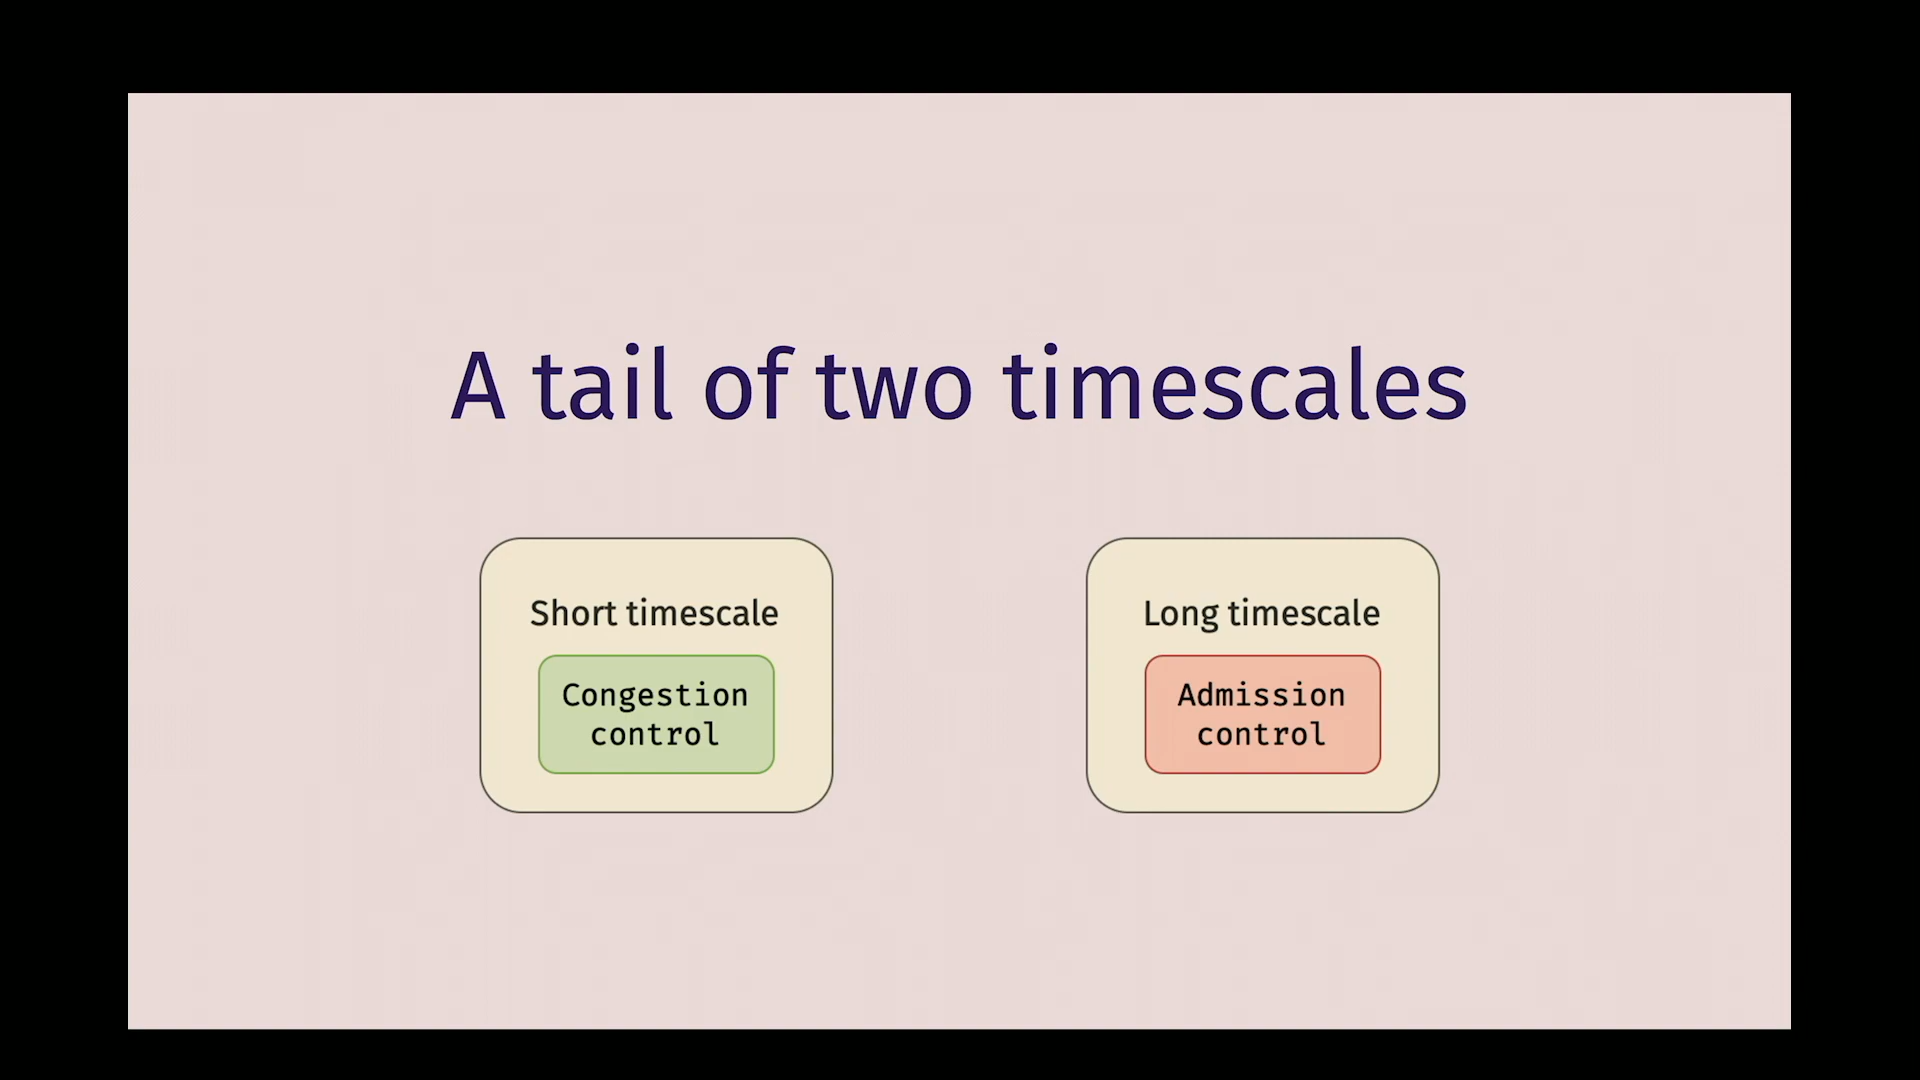 A tail of two timescales
Short timescale
Congestion
control
Long timescale
Admission
control